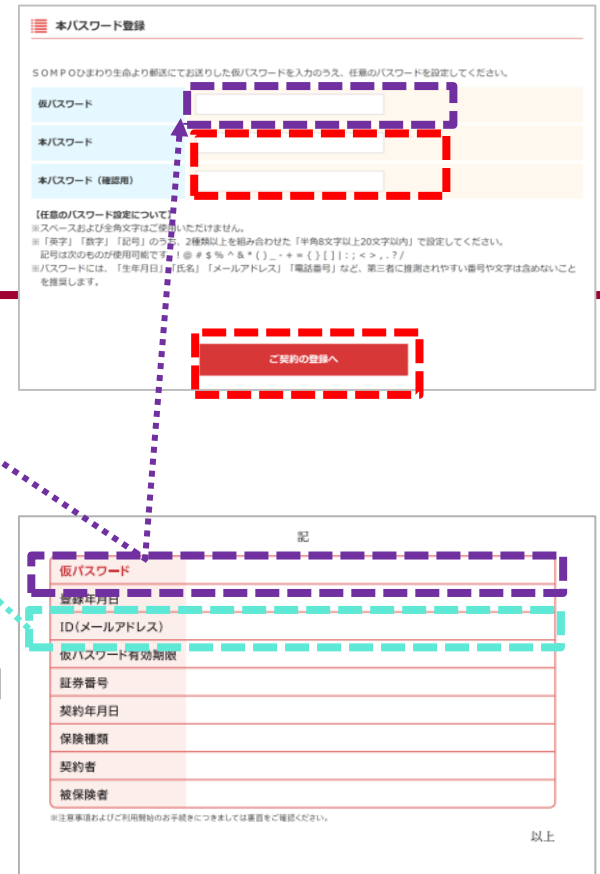 本パスワード登録
SOMPOひまわり生命より郵送にてお送りした仮パスワードを入力のうえ、任意のパスワードを設定してください。
仮パスワード
本パスワード
本パスワード（確認用）
【任意のパスワード設定について】
※スペースおよび全角文字はご使用いただけません。
※「英字」「数字」「記号」のうち、2種類以上を組み合わせた「半角8文字以上20文字以内」で設定してください。
記号は次のものが使用可能です。! @ # $ % ^ & * ( ) _ - + = { } [ ] | : ; < > , . ? /
※パスワードには、「生年月日」「氏名」「メールアドレス」「電話番号」など、第三者に推測されやすい番号や文字は含めないこと
を推奨します。
ご契約の登録へ
記
仮パスワード
登録年月日
ID(メールアドレス)
仮パスワード有効期限
証券番号
契約年月日
保険種類
契約者
被保険者
※注意事項およびご利用開始のお手続きにつきましては裏面をご確認ください。
以上